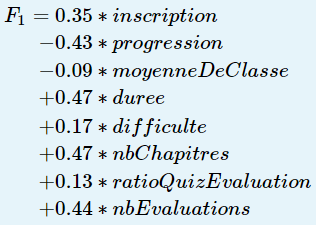 F₁ = 0.35 * inscription
−0.43 * progression
−0.09 * moyenneDeClasse
+0.47 * duree
+0.17 * difficulte
+0.47 * nbChapitres
+0.13 * ratioQuizEvaluation
+0.44 * nbEvaluations